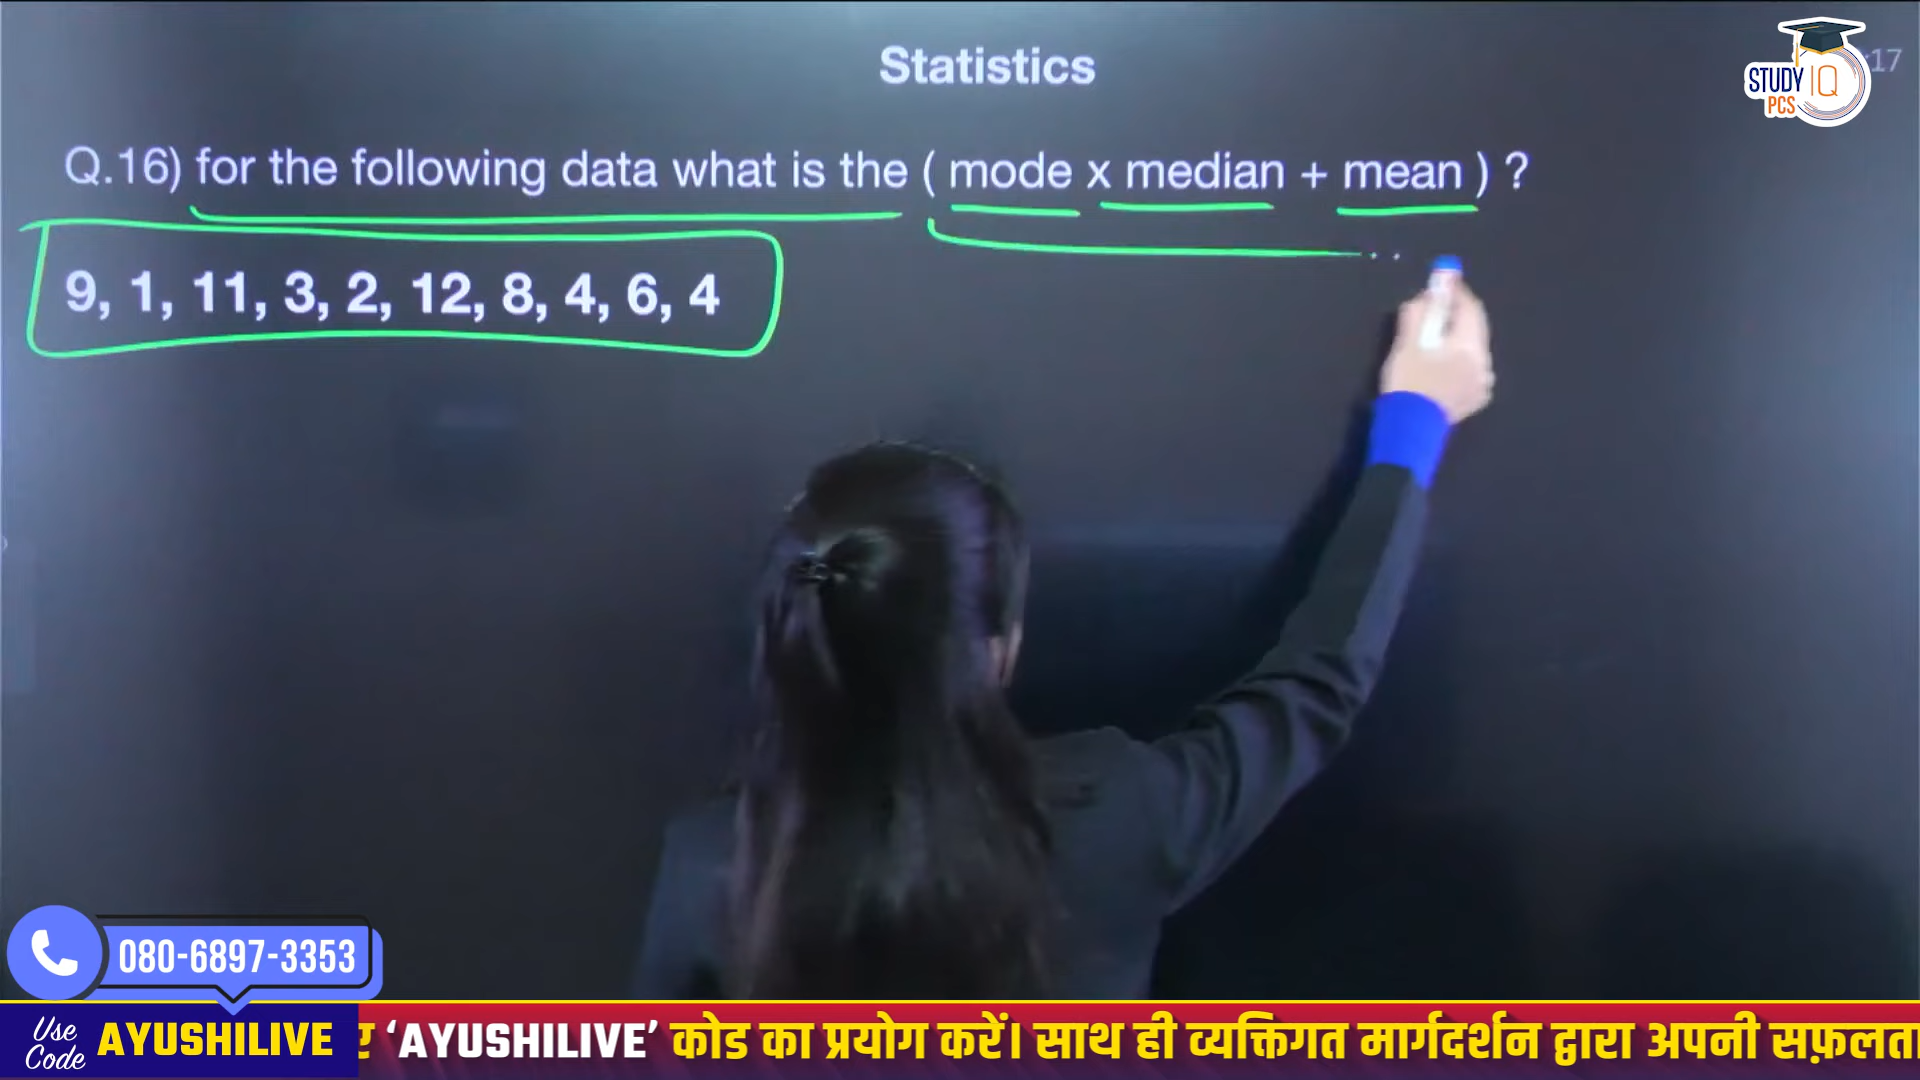 Statistics
:17
STUDY IQ
PCS
Q.16) for the following data what is the ( mode x median + mean ) ?
9, 1, 11, 3, 2, 12, 8, 4, 6, 4
080-6897-3353
Use Code AYUSHILIVE
‘AYUSHILIVE’ कोड का प्रयोग करें। साथ ही व्यक्तिगत मार्गदर्शन द्वारा अपनी सफ़लता